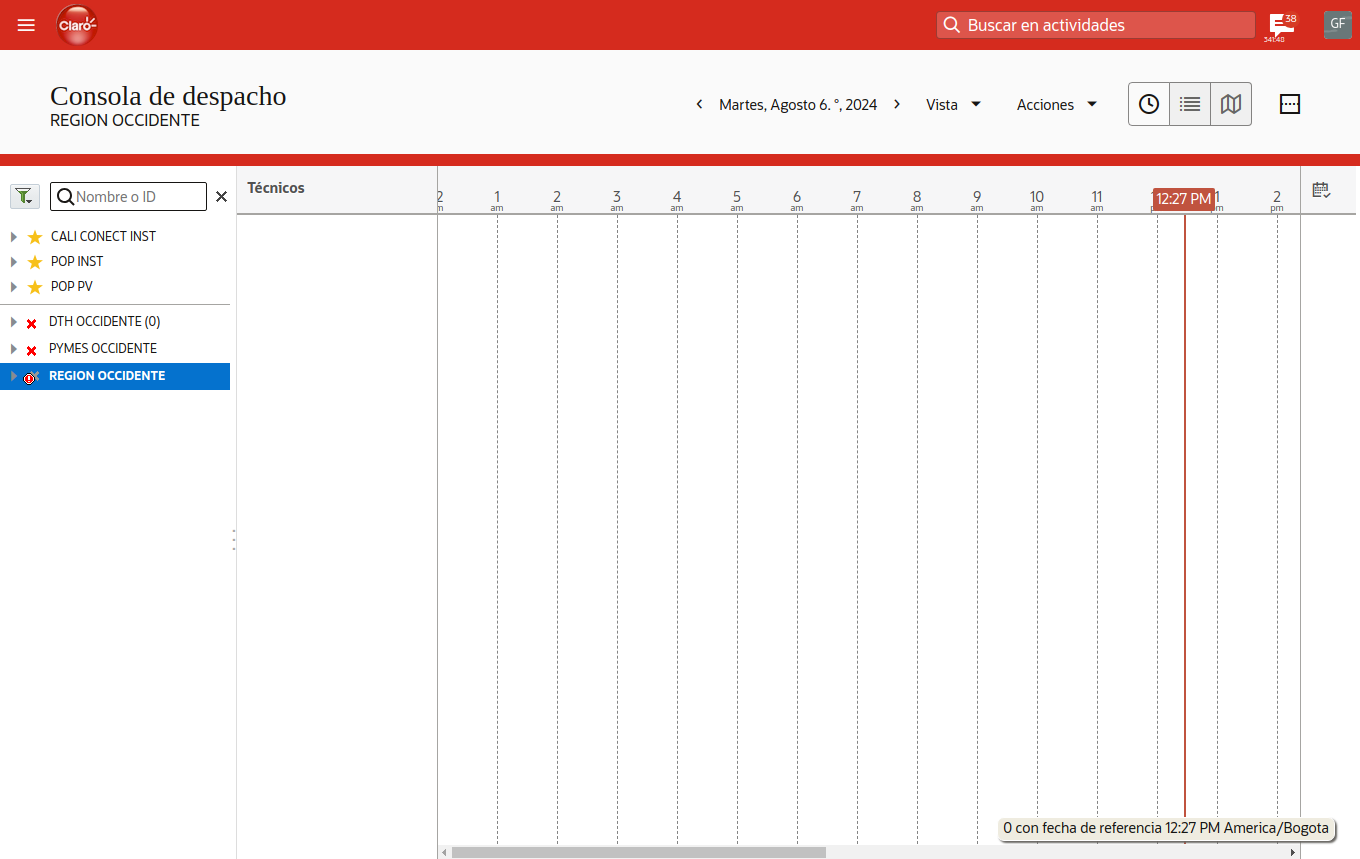 Claro
Buscar en actividades
38
341:40
GF
Consola de despacho
REGION OCCIDENTE
Martes, Agosto 6. °, 2024
Vista
Acciones
Nombre o ID
Técnicos
2 1 2 3 4 5 6 7 8 9 10 11 12:27 PM 1 2
am am am am am am am am am am am pm
CALI CONECT INST
POP INST
POP PV
DTH OCCIDENTE (0)
PYMES OCCIDENTE
REGION OCCIDENTE
0 con fecha de referencia 12:27 PM America/Bogota